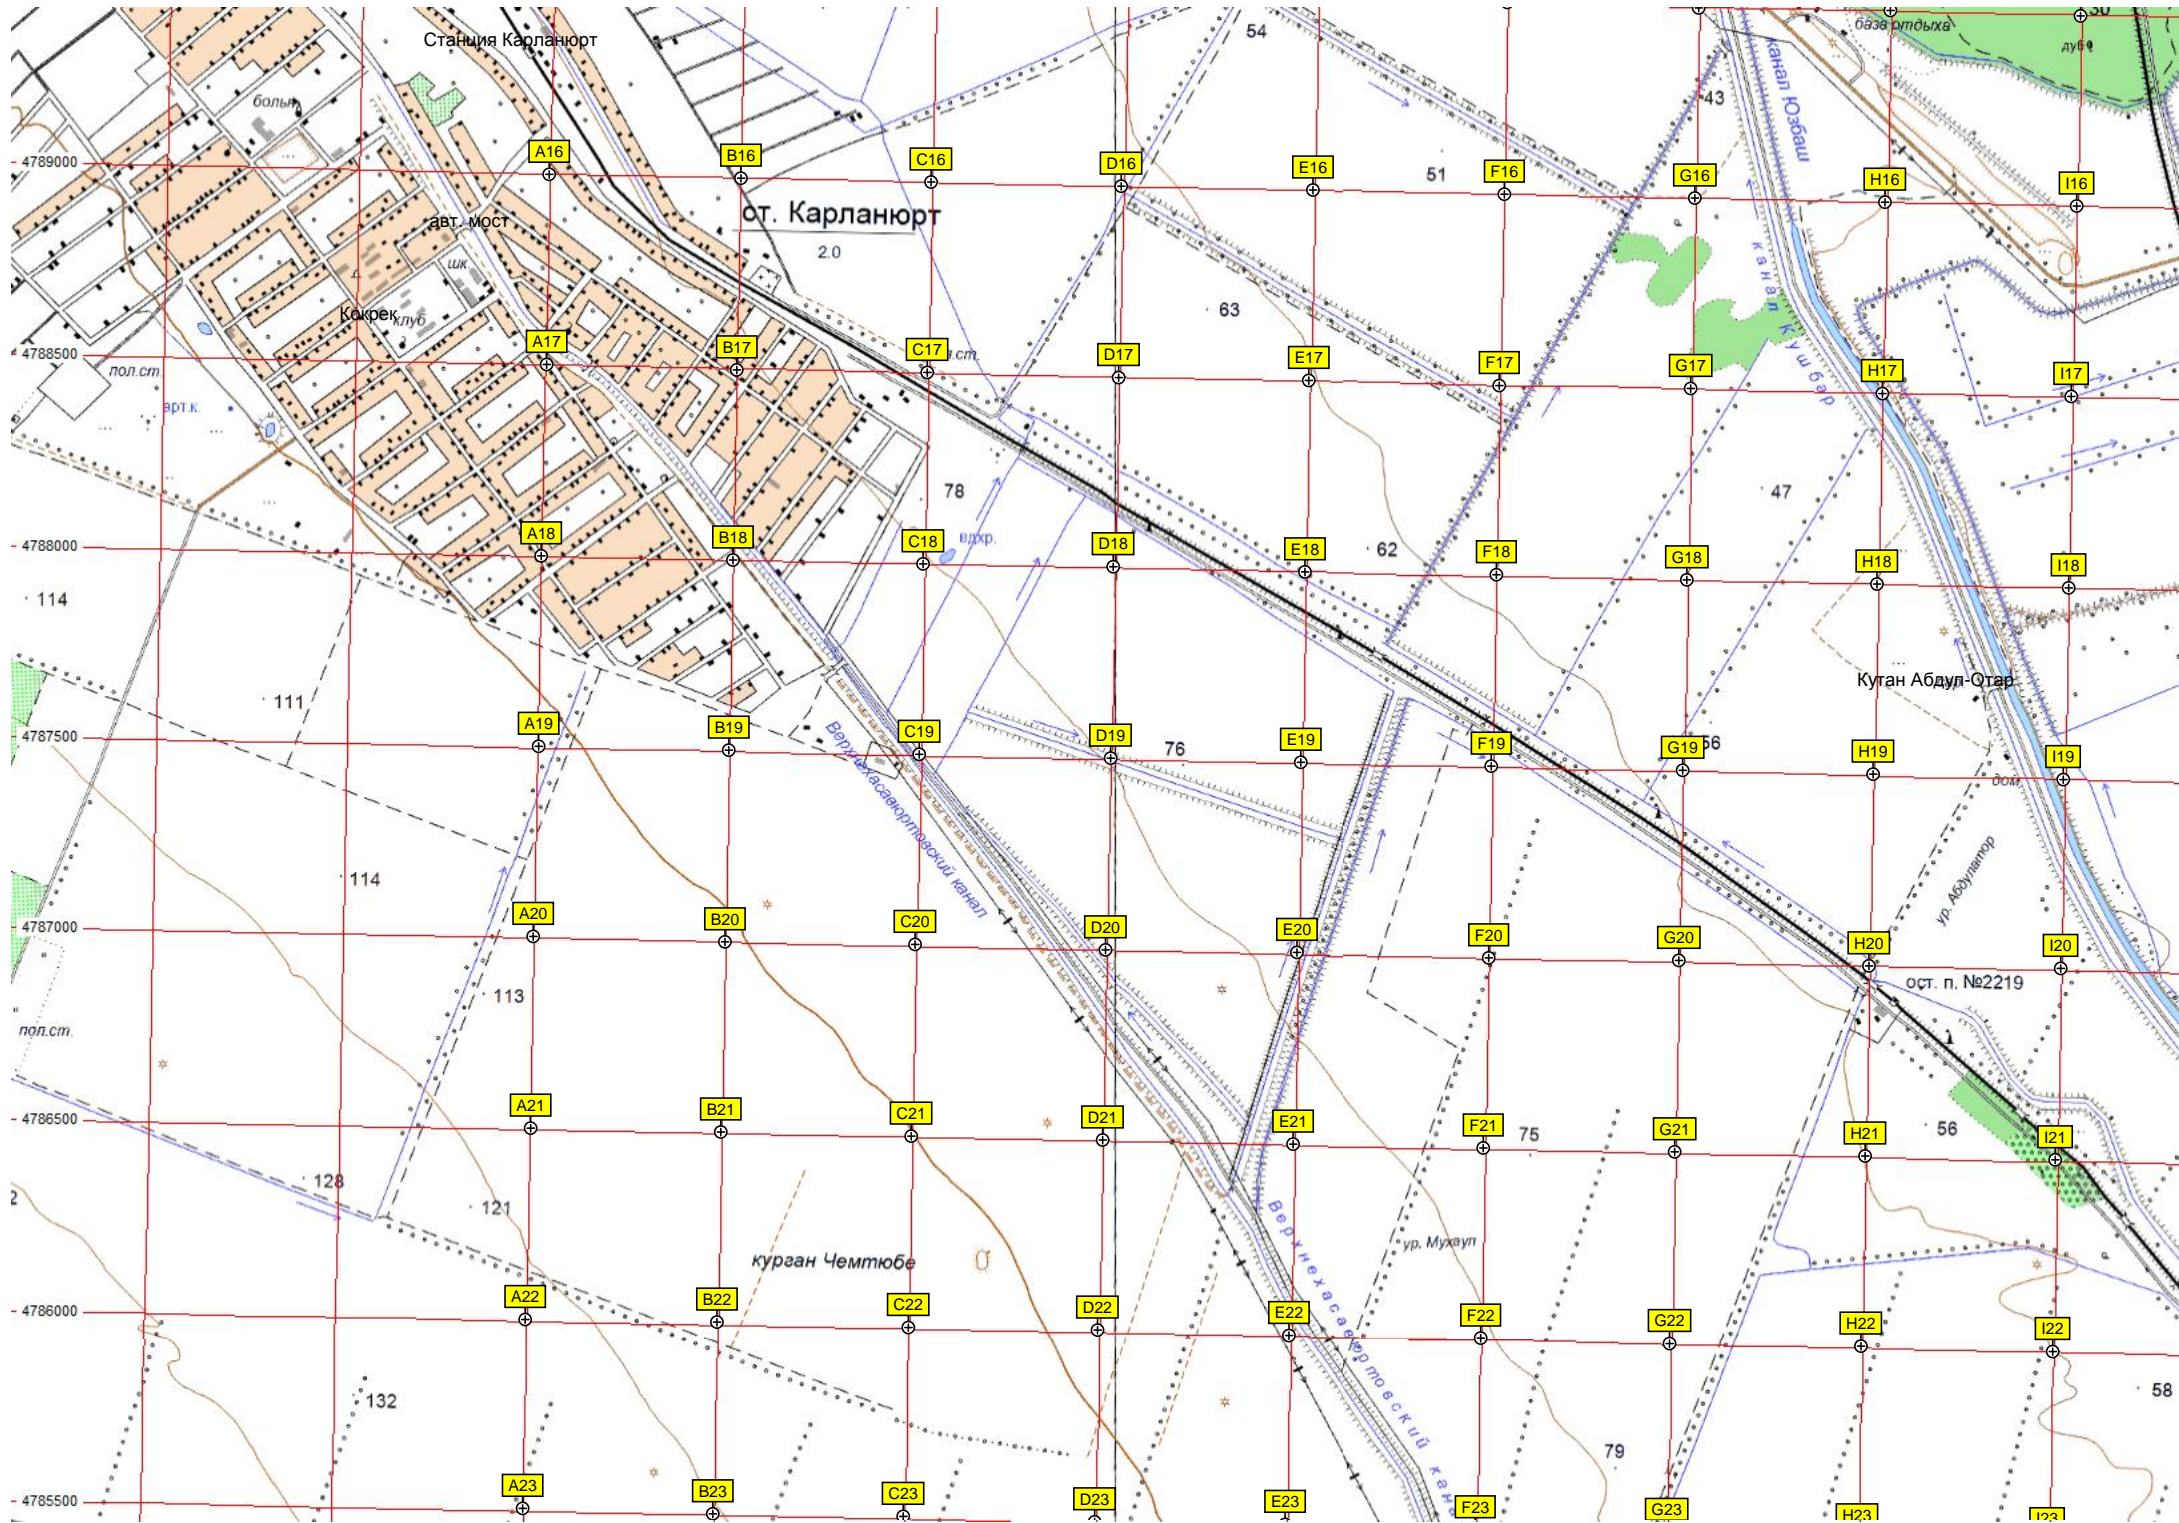 Станция Карланюрт
54
канал Юзбаш
база отдыха
30
дуб
больн.
43
4789000
A16
B16
C16
D16
E16
51
F16
G16
H16
I16
авт. мост
ст. Карланюрт
2.0
шк.
канал Кушбар
63
Кокрек
клуб
4788500
A17
B17
C17
D17
E17
F17
G17
H17
I17
пол.ст.
арт.к.
78
47
4788000
A18
B18
C18
вдхр.
D18
E18
62
F18
G18
H18
I18
114
111
Кутан Абдул-Отар
4787500
A19
B19
C19
D19
76
E19
F19
G19
56
H19
I19
дом
Верхнехасавюртовский канал
ур. Абдулатор
114
4787000
A20
B20
C20
D20
E20
F20
G20
H20
I20
113
ост. п. №2219
пол.ст.
4786500
A21
B21
C21
D21
E21
F21
75
G21
H21
56
I21
128
121
2
Верхнехасавюртовский кана
ур. Мухаул
курган Чемтюбе
4786000
A22
B22
C22
D22
E22
F22
G22
H22
I22
132
58
79
4785500
A23
B23
C23
D23
E23
F23
G23
H23
I23